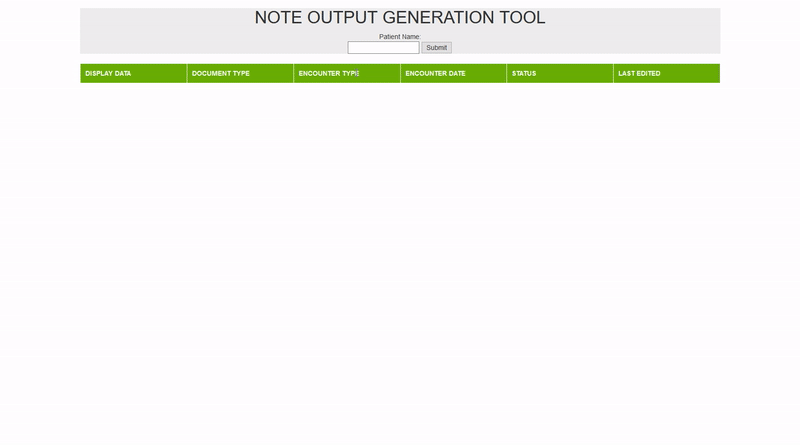 NOTE OUTPUT GENERATION TOOL
Patient Name:
Submit
DISPLAY DATA DOCUMENT TYPE ENCOUNTER TYPE ENCOUNTER DATE STATUS LAST EDITED